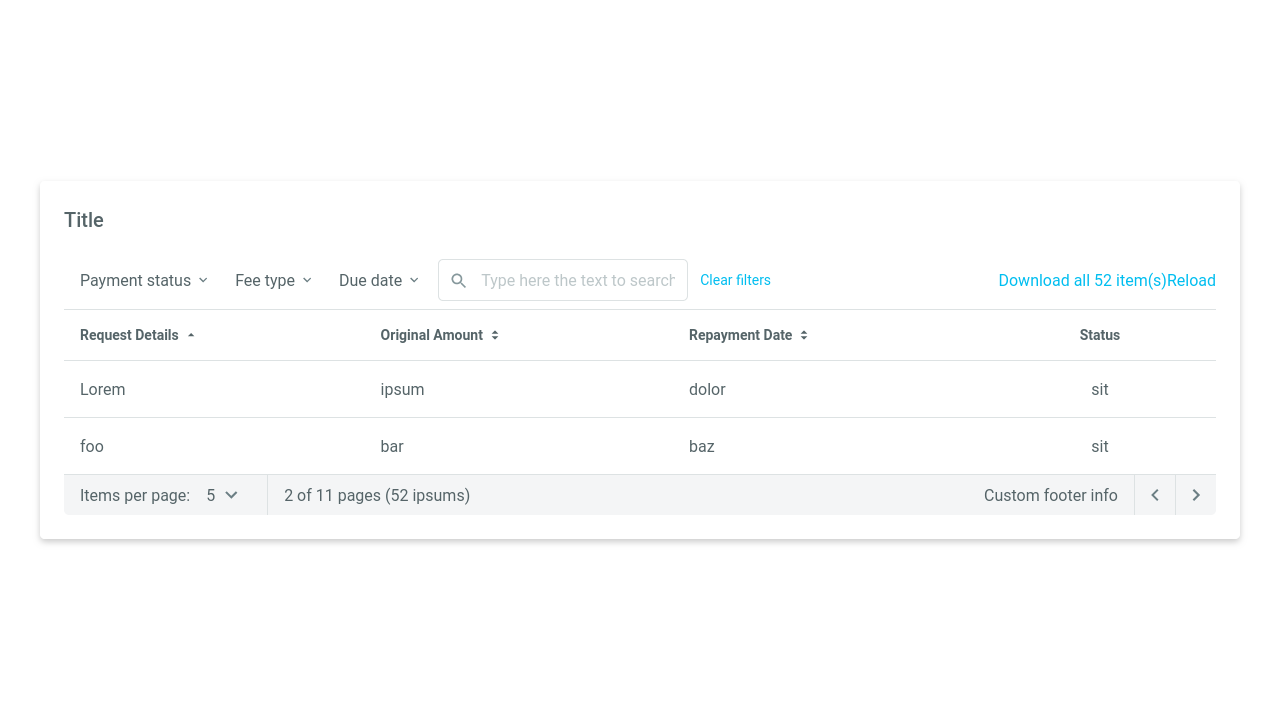 Title
Payment status Fee type Due date Type here the text to search Clear filters Download all 52 item(s)Reload
Request Details Original Amount Repayment Date Status
Lorem ipsum dolor sit
foo bar baz sit
Items per page: 5 2 of 11 pages (52 ipsums) Custom footer info